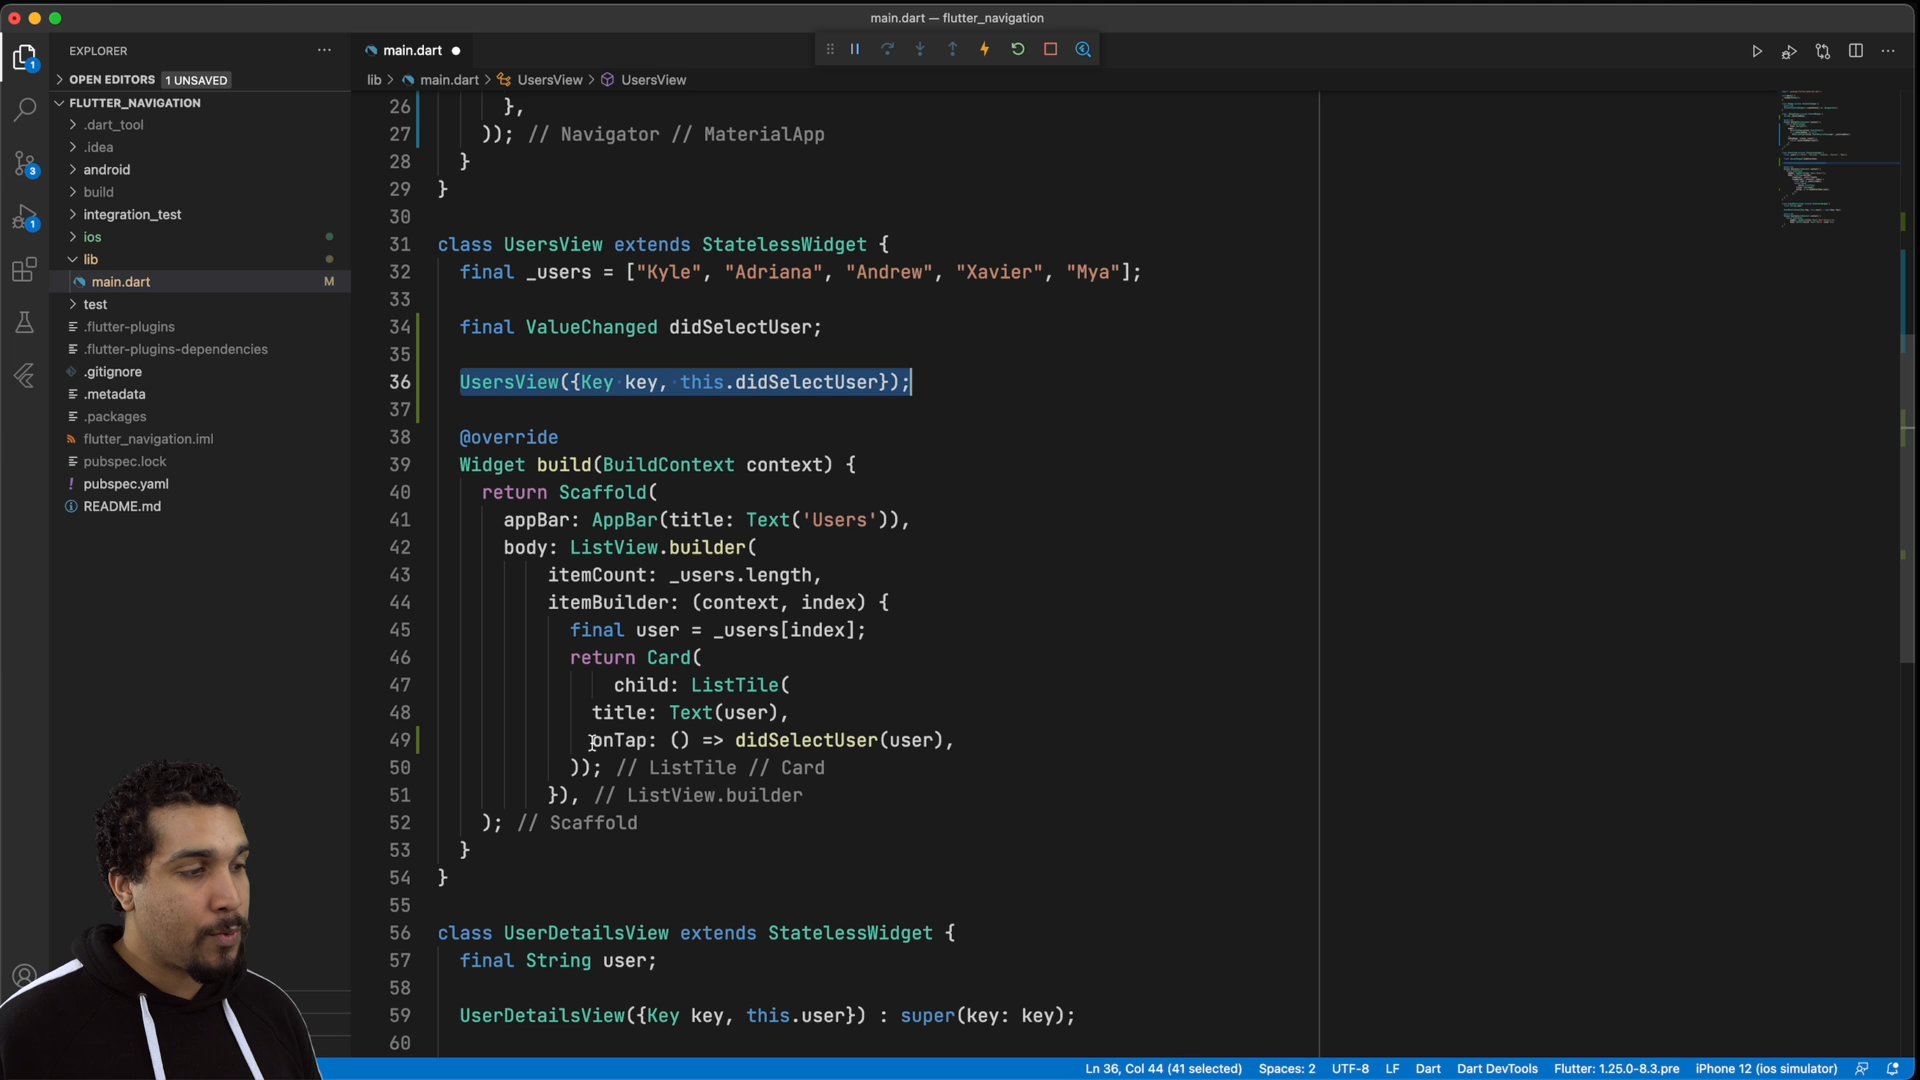 main.dart — flutter_navigation
EXPLORER
OPEN EDITORS 1 UNSAVED
FLUTTER_NAVIGATION
.dart_tool
.idea
android
build
integration_test
ios
lib
main.dart M
test
.flutter-plugins
.flutter-plugins-dependencies
.gitignore
.metadata
.packages
flutter_navigation.iml
pubspec.lock
pubspec.yaml
README.md
1
3
1
main.dart
lib > main.dart > UsersView > UsersView
26 },
27 )); // Navigator // MaterialApp
28 }
29 }
30
31 class UsersView extends StatelessWidget {
32 final _users = ["Kyle", "Adriana", "Andrew", "Xavier", "Mya"];
33
34 final ValueChanged didSelectUser;
35
36 UsersView({Key key, this.didSelectUser});
37
38 @override
39 Widget build(BuildContext context) {
40 return Scaffold(
41 appBar: AppBar(title: Text('Users')),
42 body: ListView.builder(
43 itemCount: _users.length,
44 itemBuilder: (context, index) {
45 final user = _users[index];
46 return Card(
47 child: ListTile(
48 title: Text(user),
49 onTap: () => didSelectUser(user),
50 )); // ListTile // Card
51 }), // ListView.builder
52 ); // Scaffold
53 }
54 }
55
56 class UserDetailsView extends StatelessWidget {
57 final String user;
58
59 UserDetailsView({Key key, this.user}) : super(key: key);
60
Ln 36, Col 44 (41 selected) Spaces: 2 UTF-8 LF Dart Dart DevTools Flutter: 1.25.0-8.3.pre iPhone 12 (ios simulator)